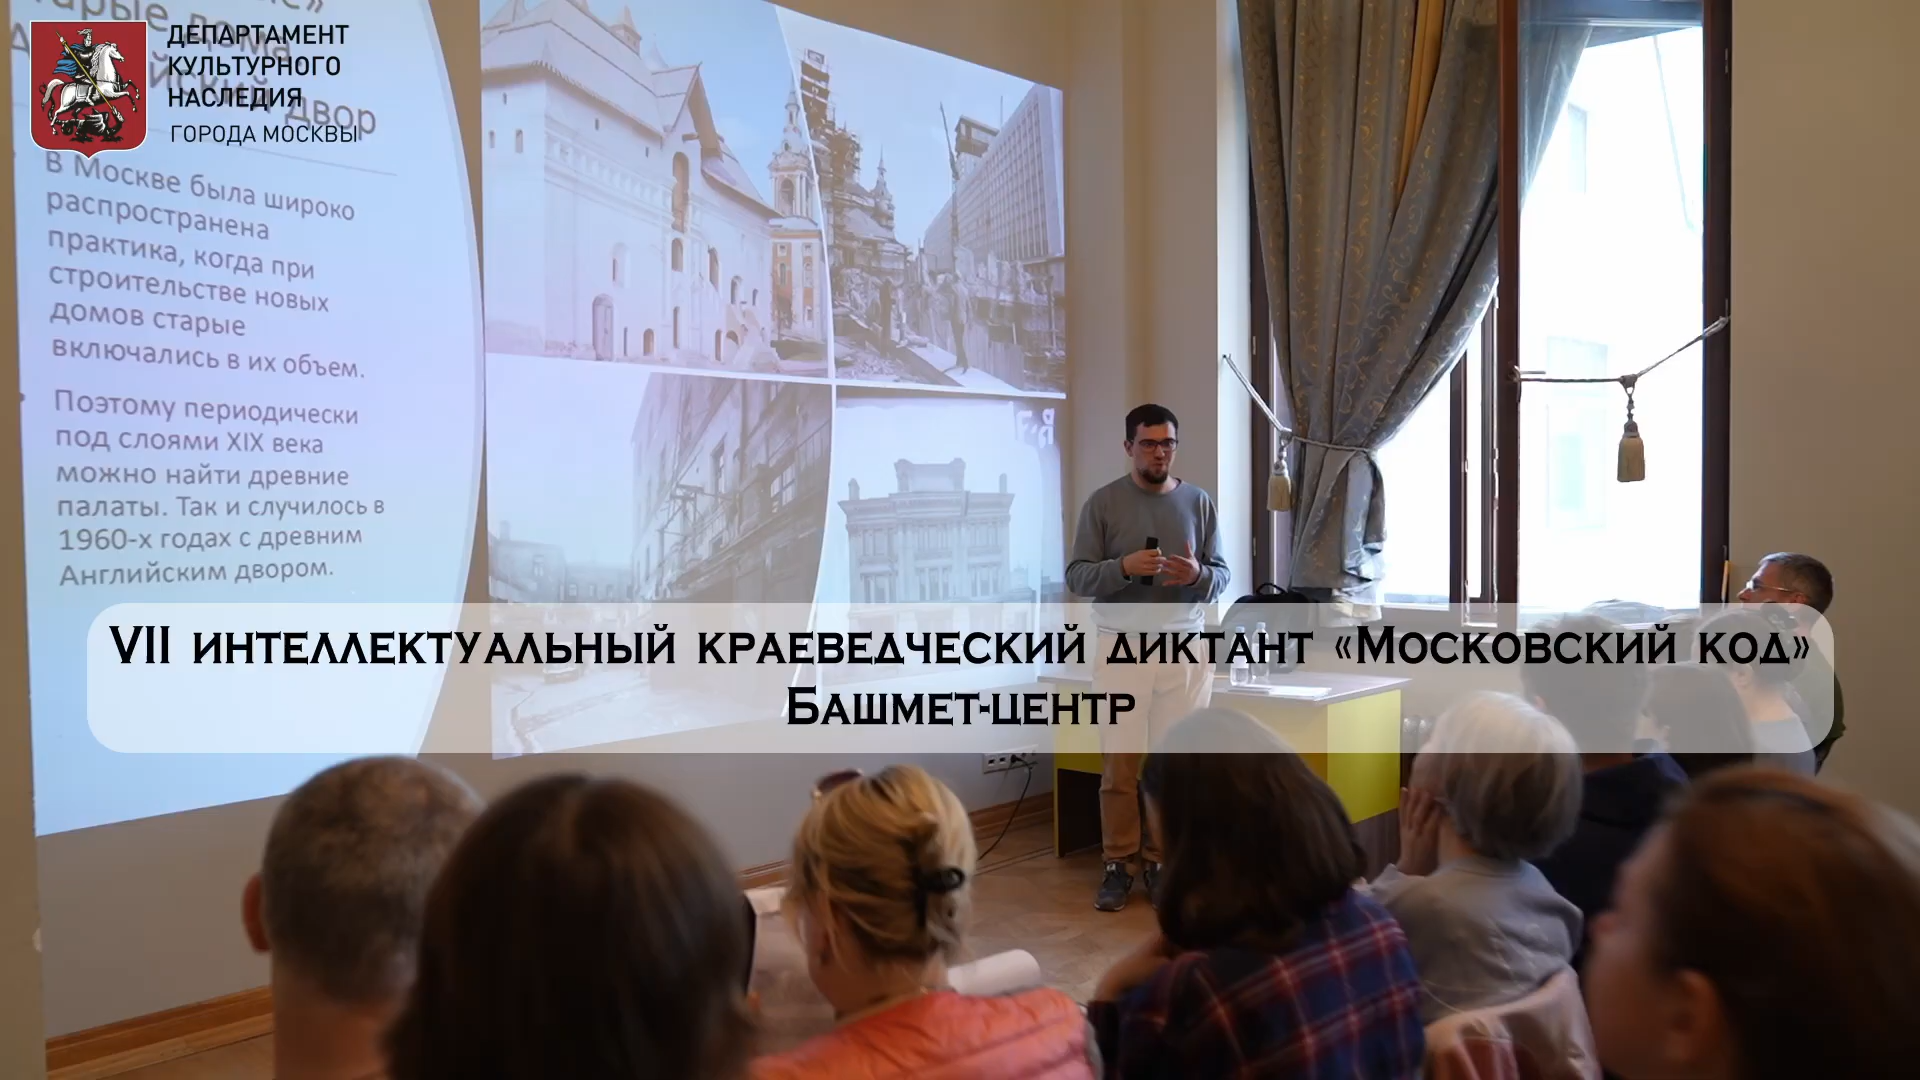 ДЕПАРТАМЕНТ
КУЛЬТУРНОГО
НАСЛЕДИЯ
ГОРОДА МОСКВЫ
двор
В Москве была широко
распространена
практика, когда при
строительстве новых
домов старые
включались в их объем.
Поэтому периодически
под слоями XIX века
можно найти древние
палаты. Так и случилось в
1960-х годах с древним
Английским двором.
VII интеллектуальный краеведческий диктант «Московский код»
Башмет-центр